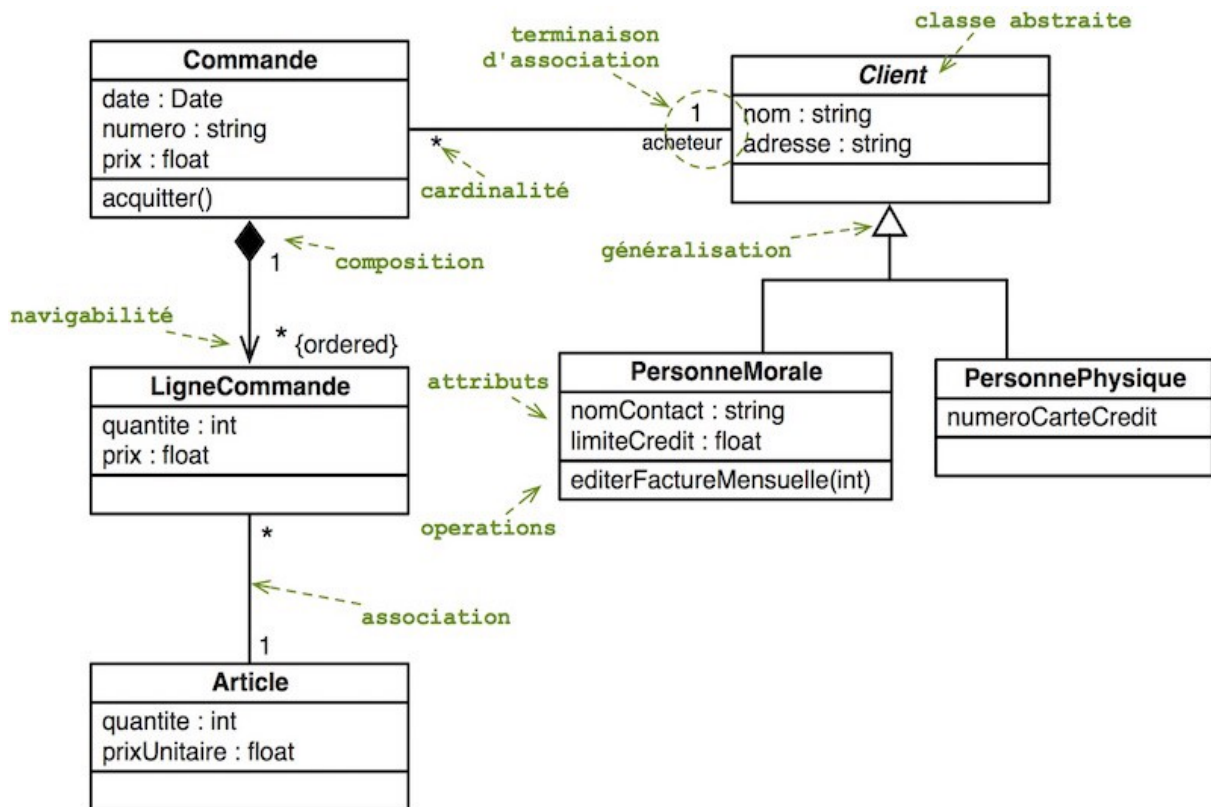 Commande
date : Date
numero : string
prix : float
acquitter()
terminaison
d'association
classe abstraite
Client
nom : string
adresse : string
1
acheteur
*
cardinalité
généralisation
composition
1
navigabilité
* {ordered}
LigneCommande
quantite : int
prix : float
attributs
PersonneMorale
nomContact : string
limiteCredit : float
editerFactureMensuelle(int)
operations
PersonnePhysique
numeroCarteCredit
*
association
1
Article
quantite : int
prixUnitaire : float